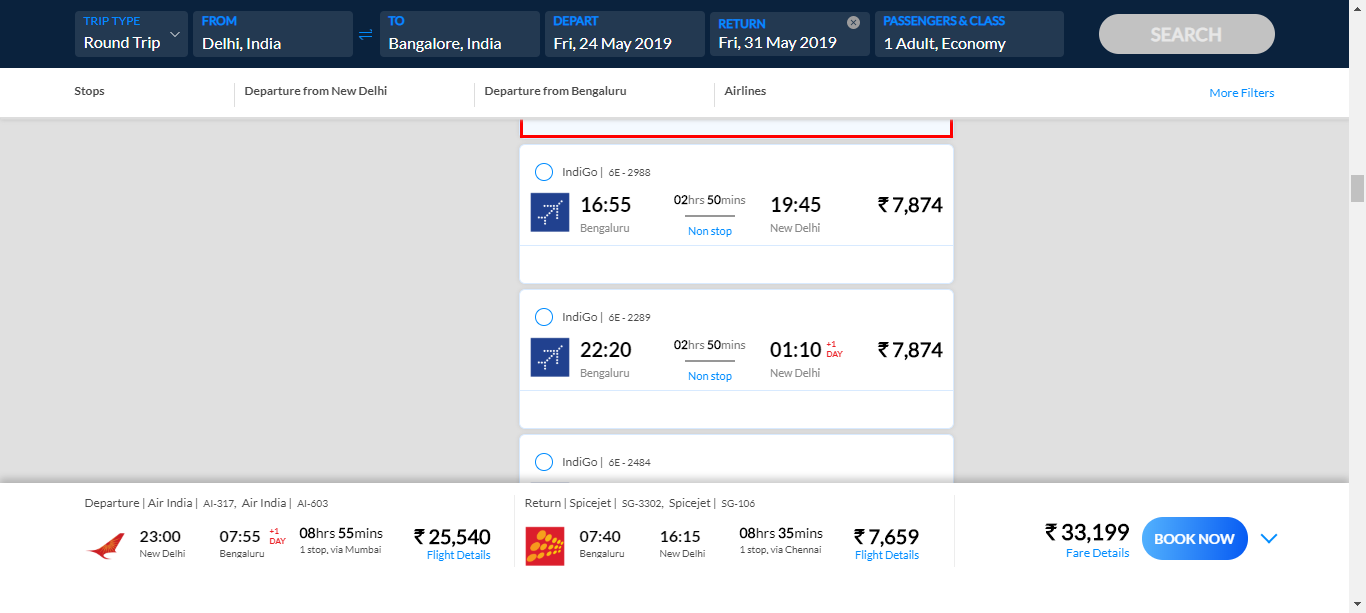 TRIP TYPE
Round Trip
FROM
Delhi, India
TO
Bangalore, India
DEPART
Fri, 24 May 2019
RETURN
Fri, 31 May 2019
PASSENGERS & CLASS
1 Adult, Economy
SEARCH
Stops
Departure from New Delhi
Departure from Bengaluru
Airlines
More Filters
IndiGo | 6E - 2988
16:55
Bengaluru
02hrs 50mins
Non stop
19:45
New Delhi
₹ 7,874
IndiGo | 6E - 2289
22:20
Bengaluru
02hrs 50mins
Non stop
01:10 +1 DAY
New Delhi
₹ 7,874
IndiGo | 6E - 2484
Departure | Air India | AI-317, Air India | AI-603
23:00
New Delhi
07:55 +1 DAY
Bengaluru
08hrs 55mins
1 stop, via Mumbai
₹ 25,540
Flight Details
Return | Spicejet | SG-3302, Spicejet | SG-106
07:40
Bengaluru
16:15
New Delhi
08hrs 35mins
1 stop, via Chennai
₹ 7,659
Flight Details
₹ 33,199
Fare Details
BOOK NOW